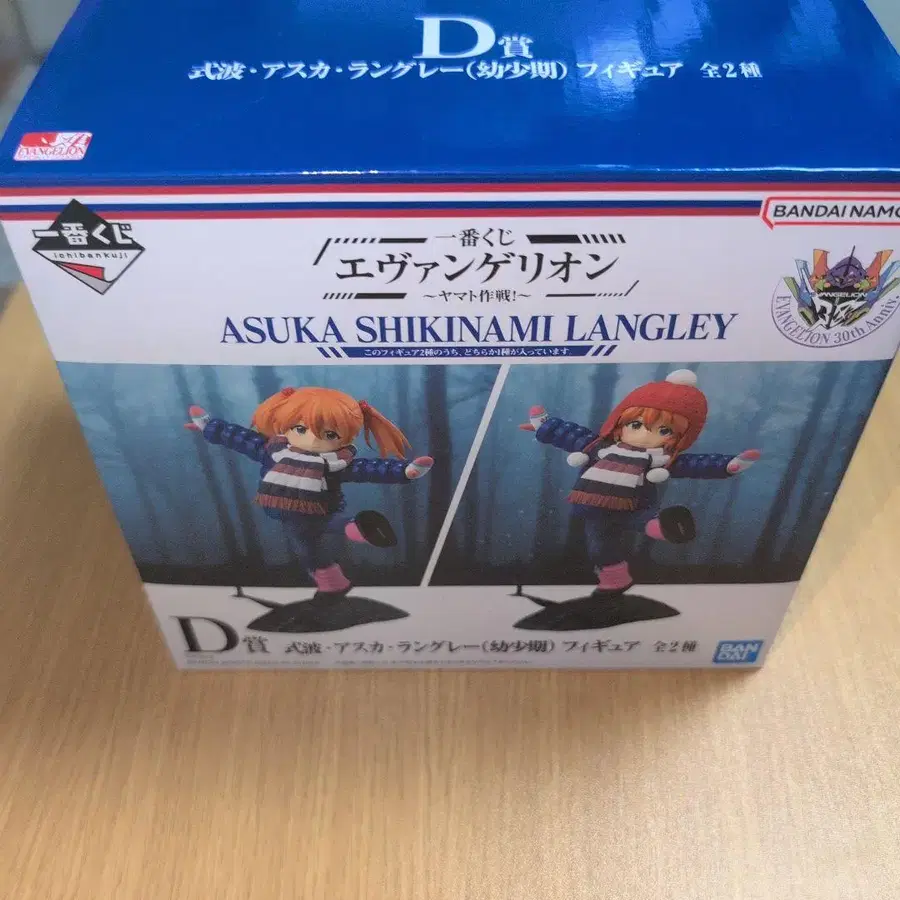 D賞
式波・アスカ・ラングレー(幼少期) フィギュア 全2種
EVANGELION
一番くじ
ichibankuji
一番くじ
エヴァンゲリオン
～ヤマト作戦!～
BANDAI NAMCO
EVANGELION
EVANGELION 30th Anniv.
ASUKA SHIKINAMI LANGLEY
このフィギュア2種のうち、どちらか1種が入っています。
D賞 式波・アスカ・ラングレー(幼少期) フィギュア 全2種
BAN
DAI